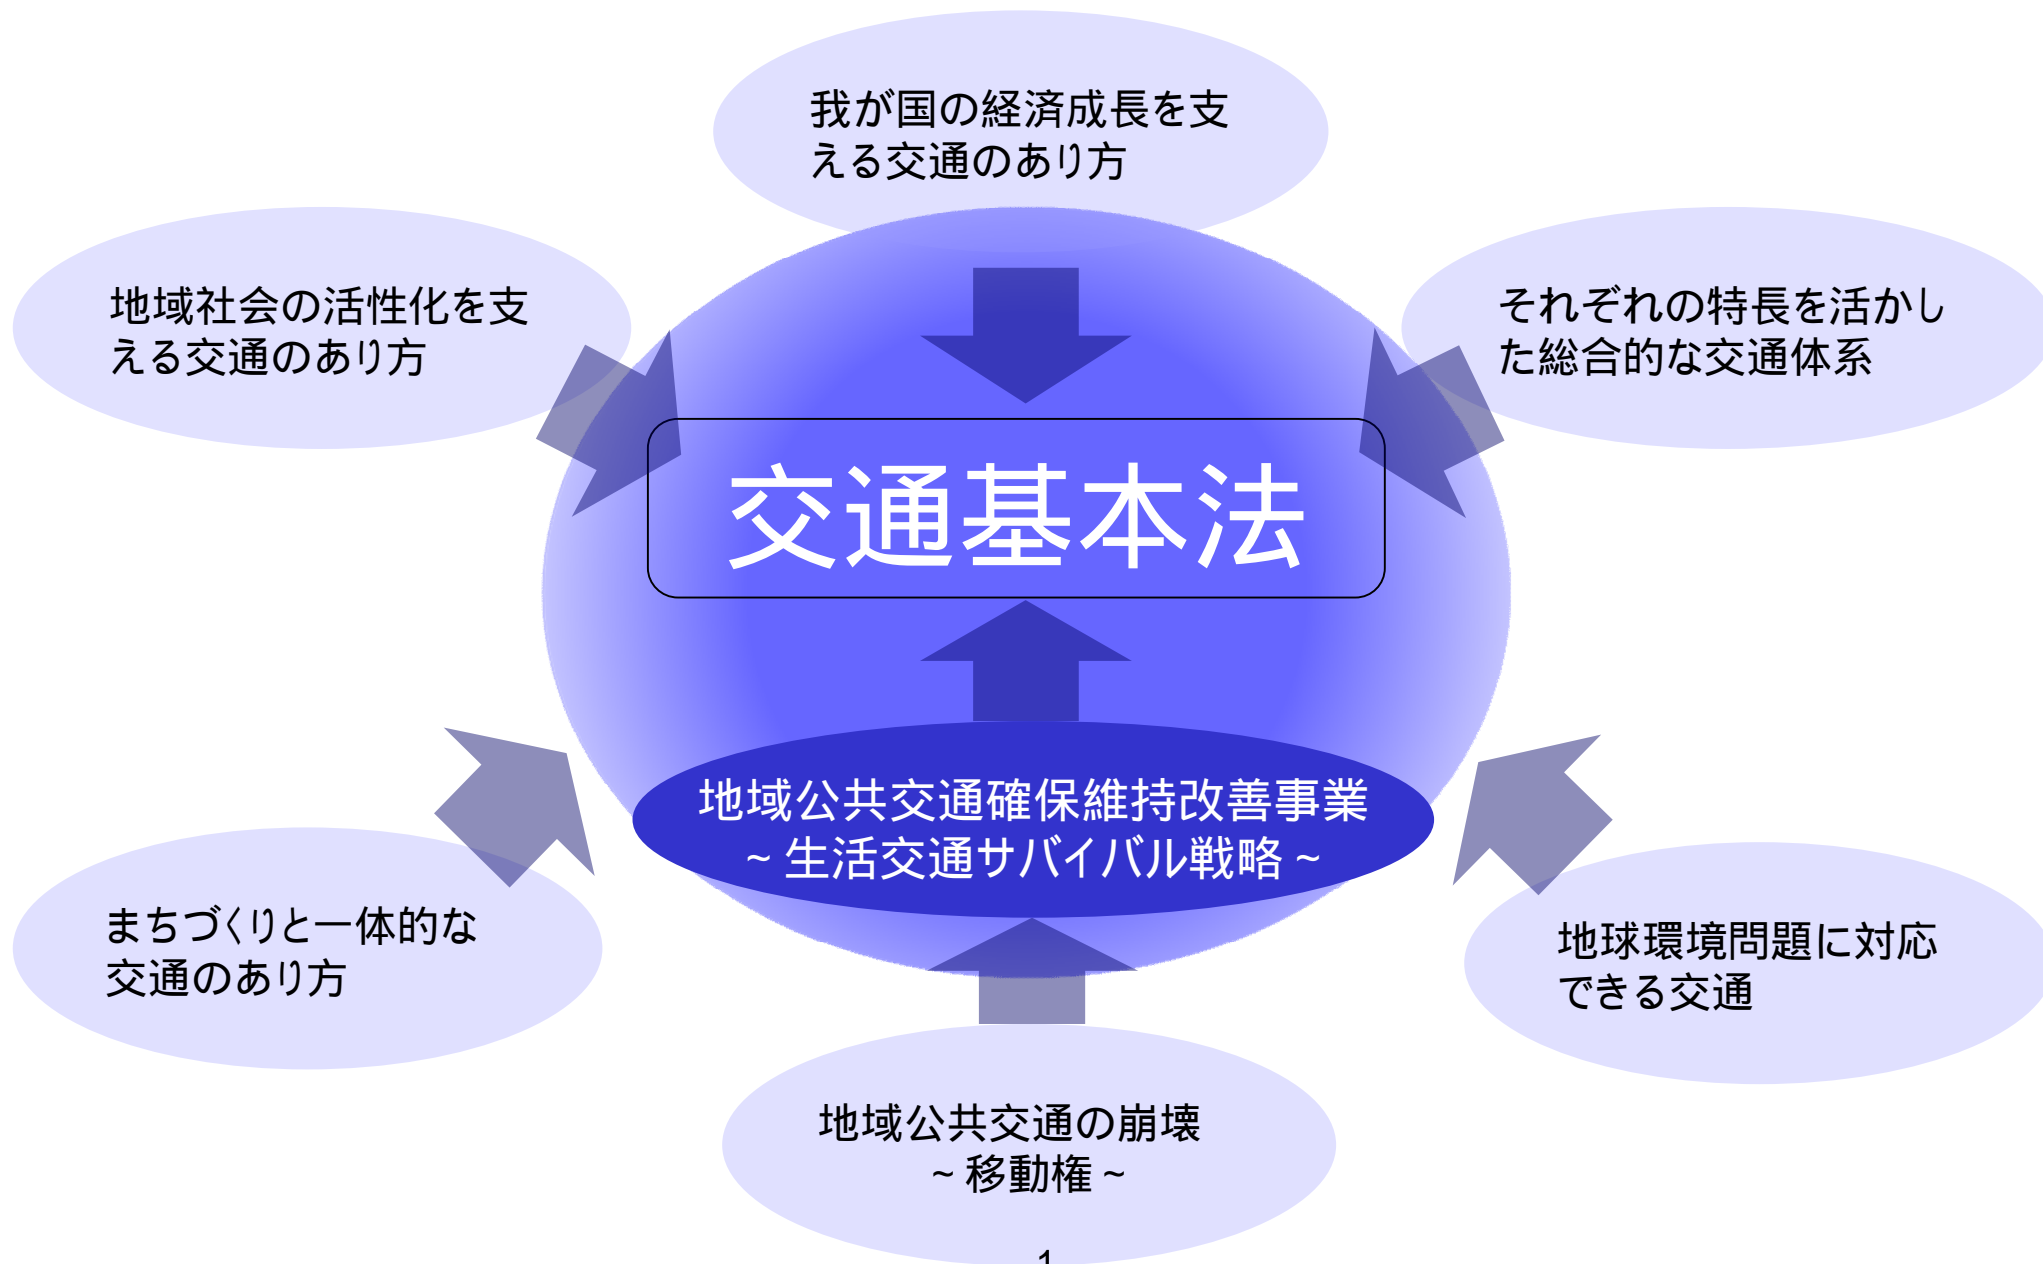 我が国の経済成長を支
える交通のあり方
地域社会の活性化を支
える交通のあり方
それぞれの特長を活かし
た総合的な交通体系
交通基本法
地域公共交通確保維持改善事業
~ 生活交通サバイバル戦略 ~
まちづくりと一体的な
交通のあり方
地球環境問題に対応
できる交通
地域公共交通の崩壊
~ 移動権 ~
1